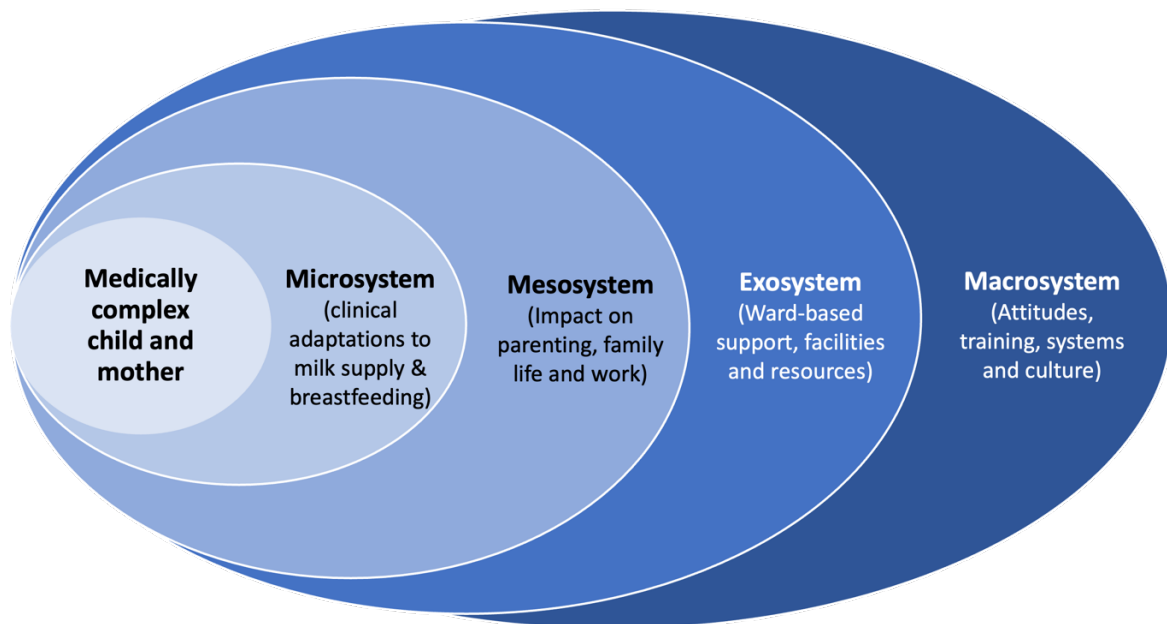 Medically
complex
child and
mother
Microsystem
(clinical
adaptations to
milk supply &
breastfeeding)
Mesosystem
(Impact on
parenting, family
life and work)
Exosystem
(Ward-based
support, facilities
and resources)
Macrosystem
(Attitudes,
training, systems
and culture)